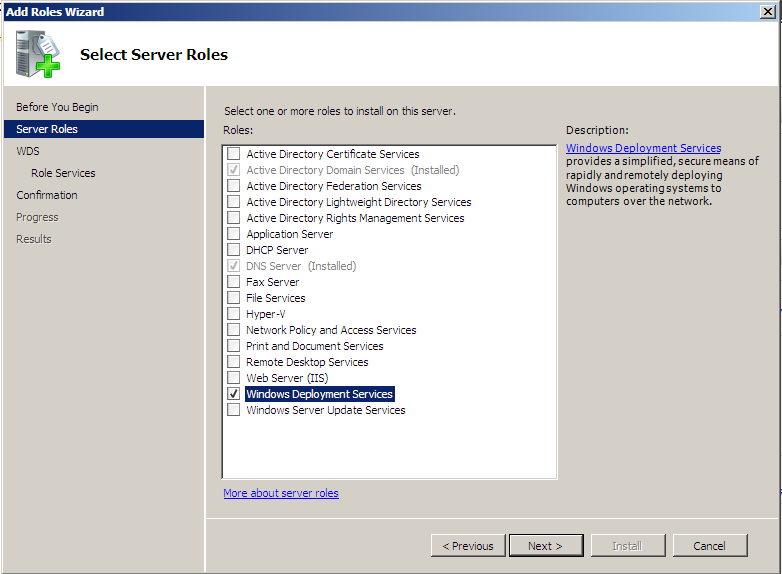 Add Roles Wizard
Select Server Roles
Before You Begin
Server Roles
WDS
Role Services
Confirmation
Progress
Results
Select one or more roles to install on this server.
Roles:
Active Directory Certificate Services
Active Directory Domain Services (Installed)
Active Directory Federation Services
Active Directory Lightweight Directory Services
Active Directory Rights Management Services
Application Server
DHCP Server
DNS Server (Installed)
Fax Server
File Services
Hyper-V
Network Policy and Access Services
Print and Document Services
Remote Desktop Services
Web Server (IIS)
Windows Deployment Services
Windows Server Update Services
More about server roles
Description:
Windows Deployment Services
provides a simplified, secure means of
rapidly and remotely deploying
Windows operating systems to
computers over the network.
< Previous
Next >
Install
Cancel